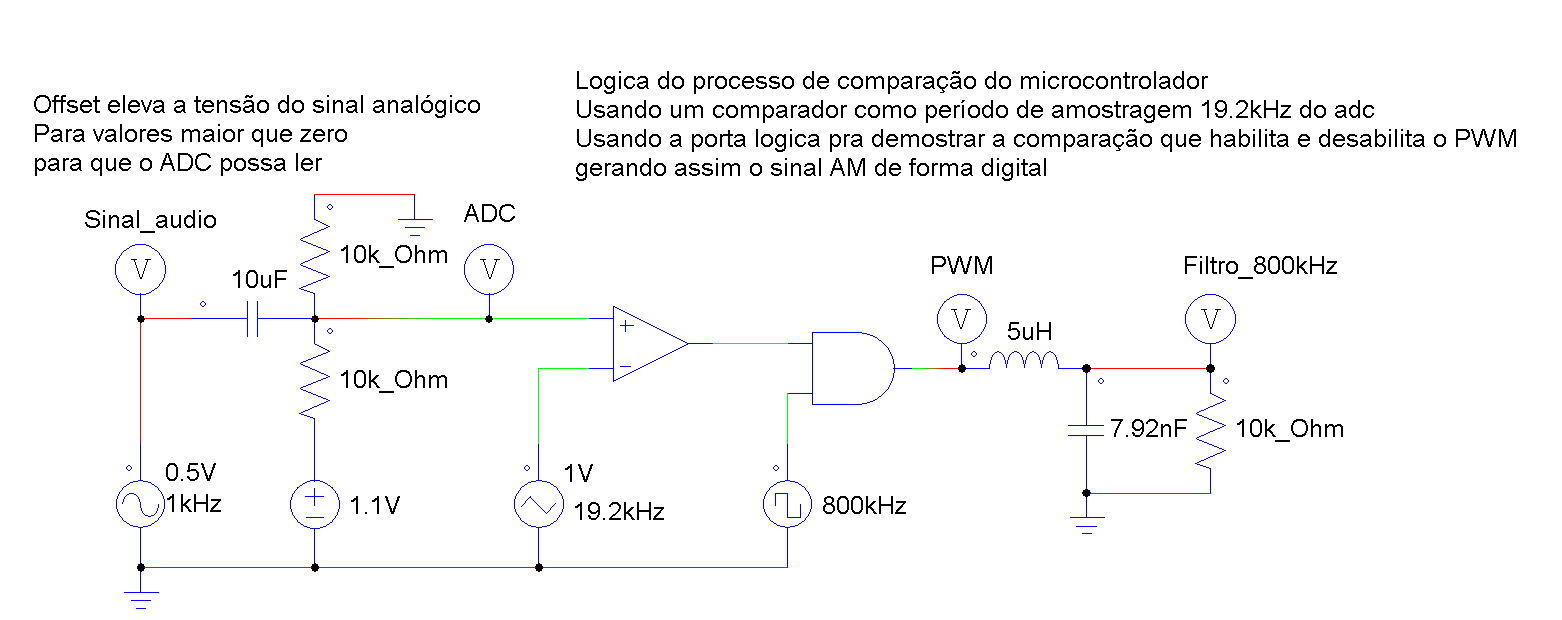 Logica do processo de comparação do microcontrolador
Usando um comparador como período de amostragem 19.2kHz do adc
Usando a porta logica pra demostrar a comparação que habilita e desabilita o PWM
gerando assim o sinal AM de forma digital
Offset eleva a tensão do sinal analógico
Para valores maior que zero
para que o ADC possa ler
Sinal_audio
ADC
PWM
Filtro_800kHz
V
V
V
V
10k_Ohm
10uF
5uH
10k_Ohm
7.92nF
10k_Ohm
0.5V
1kHz
1.1V
1V
19.2kHz
800kHz